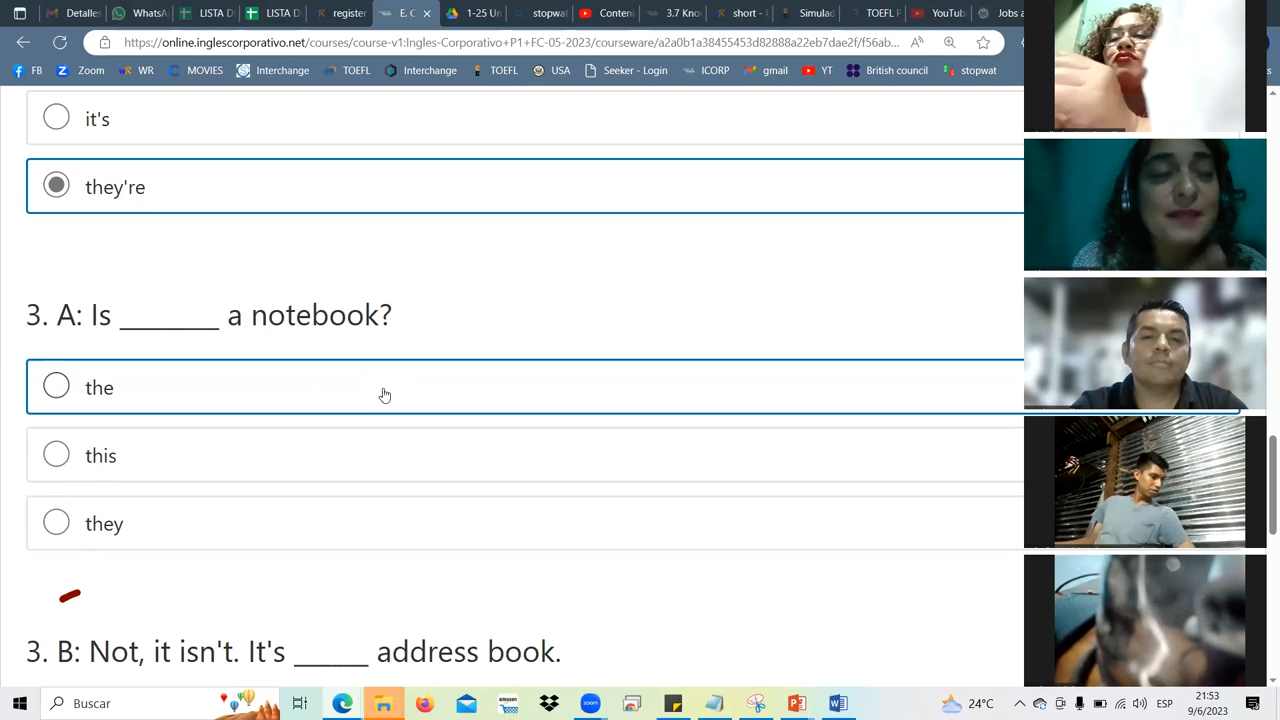 Detalles
WhatsA
LISTA D
LISTA D
register
E. C
1-25 Un
stopwat
Conteni
3.7 Kno
short - l
Simulad
TOEFL P
YouTub
Jobs a
https://online.inglescorporativo.net/courses/course-v1:Ingles-Corporativo+P1+FC-05-2023/courseware/a2a0b1a38455453d82888a22eb7dae2f/f56ab...
FB
Zoom
WR
MOVIES
Interchange
TOEFL
Interchange
TOEFL
USA
Seeker - Login
ICORP
gmail
YT
British council
stopwat
it's
they're
3. A: Is ________ a notebook?
the
this
they
3. B: Not, it isn't. It's ______ address book.
Buscar
24°C
ESP
21:53
9/6/2023